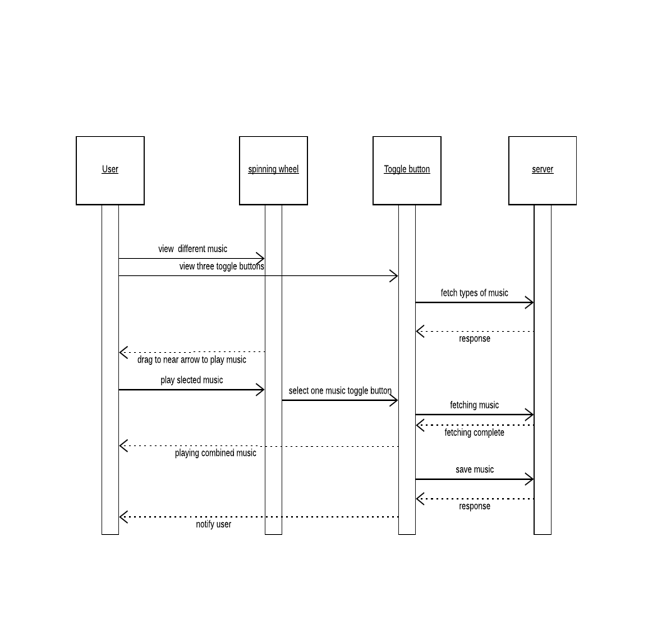 User
spinning wheel
Toggle button
server
view different music
view three toggle buttons
fetch types of music
response
drag to near arrow to play music
play slected music
select one music toggle button
fetching music
fetching complete
playing combined music
save music
response
notify user